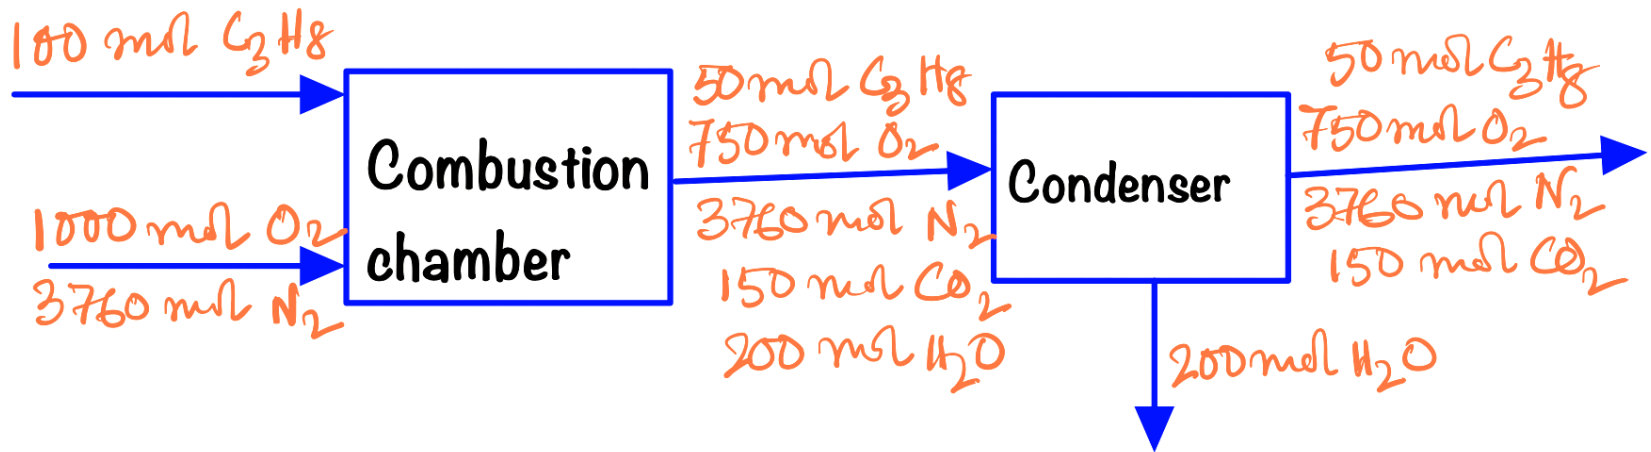 100 mol C3H8
1000 mol O2
3760 mol N2
Combustion
chamber
50 mol C3H8
750 mol O2
3760 mol N2
150 mol CO2
200 mol H2O
Condenser
50 mol C3H8
750 mol O2
3760 mol N2
150 mol CO2
200 mol H2O